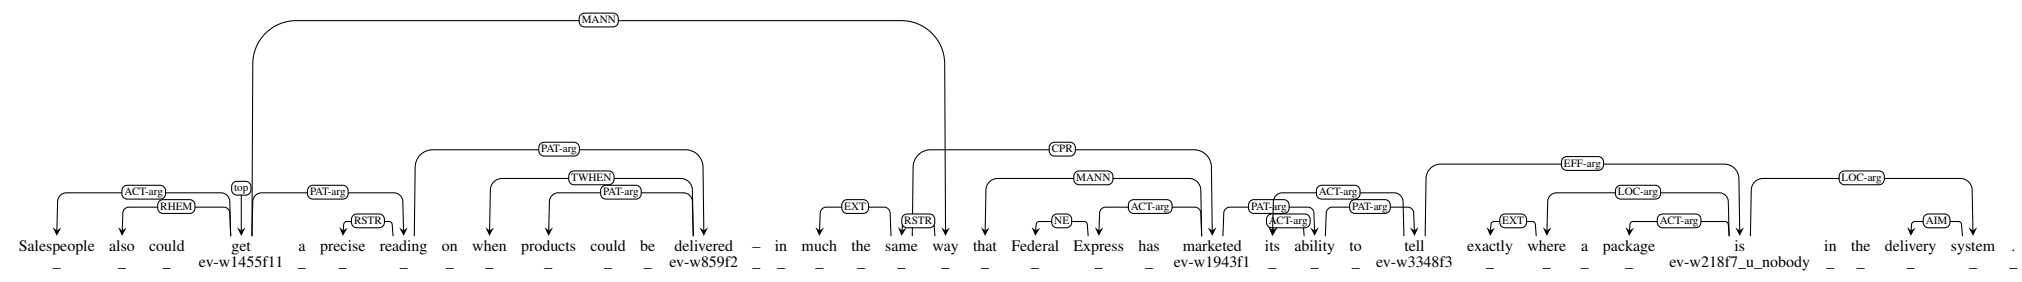 MANN
PAT-arg CPR
EFF-arg
TWHEN MANN LOC-arg
ACT-arg top PAT-arg PAT-arg ACT-arg LOC-arg
RHEM EXT ACT-arg PAT-arg PAT-arg
RSTR RSTR NE ACT-arg EXT ACT-arg AIM
Salespeople also could get a precise reading on when products could be delivered – in much the same way that Federal Express has marketed its ability to tell exactly where a package is in the delivery system .
_ _ _ ev-w1455f11 _ _ _ _ _ _ _ _ ev-w859f2 _ _ _ _ _ _ _ _ _ _ ev-w1943f1 _ _ _ ev-w3348f3 _ _ _ _ ev-w218f7_u_nobody _ _ _ _ _